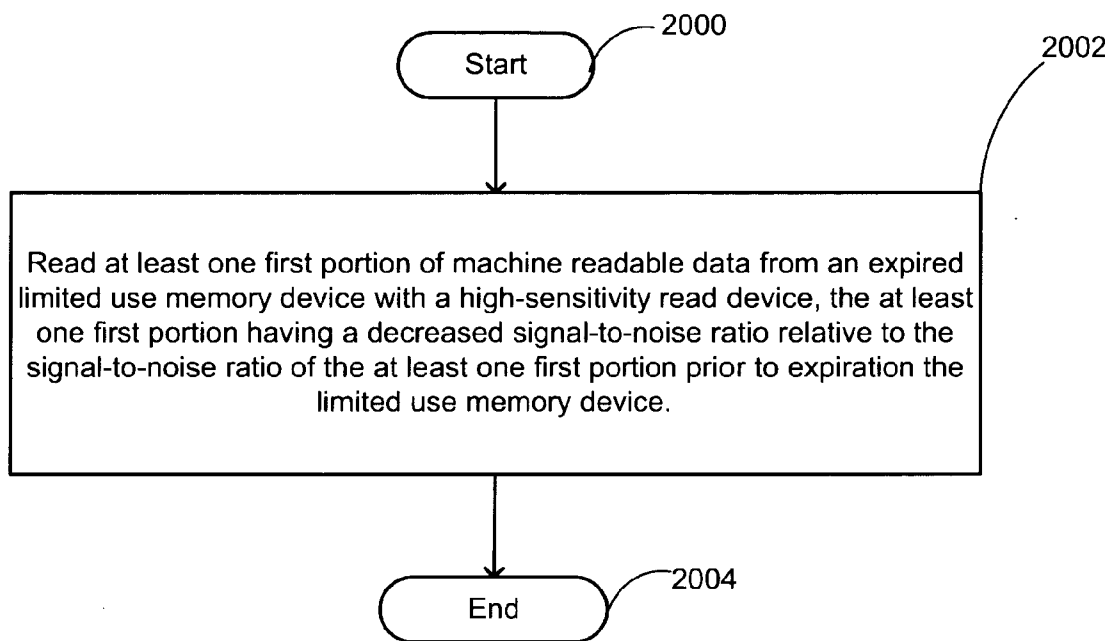 2000
Start
2002
Read at least one first portion of machine readable data from an expired
limited use memory device with a high-sensitivity read device, the at least
one first portion having a decreased signal-to-noise ratio relative to the
signal-to-noise ratio of the at least one first portion prior to expiration the
limited use memory device.
2004
End